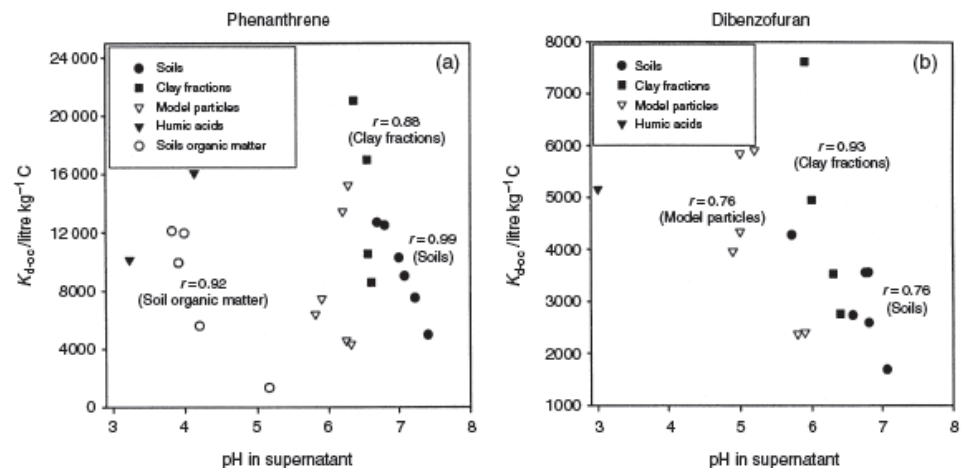 Phenanthrene
(a)
24 000
20 000
16 000
12 000
8000
4000
0
K_d-oc/litre kg⁻¹ C
● Soils
■ Clay fractions
▽ Model particles
▼ Humic acids
○ Soils organic matter
r = 0.88
(Clay fractions)
r = 0.99
(Soils)
r = 0.92
(Soil organic matter)
3 4 5 6 7 8
pH in supernatant
Dibenzofuran
(b)
8000
7000
6000
5000
4000
3000
2000
1000
K_d-oc/litre kg⁻¹ C
● Soils
■ Clay fractions
▽ Model particles
▼ Humic acids
r = 0.93
(Clay fractions)
r = 0.76
(Model particles)
r = 0.76
(Soils)
3 4 5 6 7 8
pH in supernatant